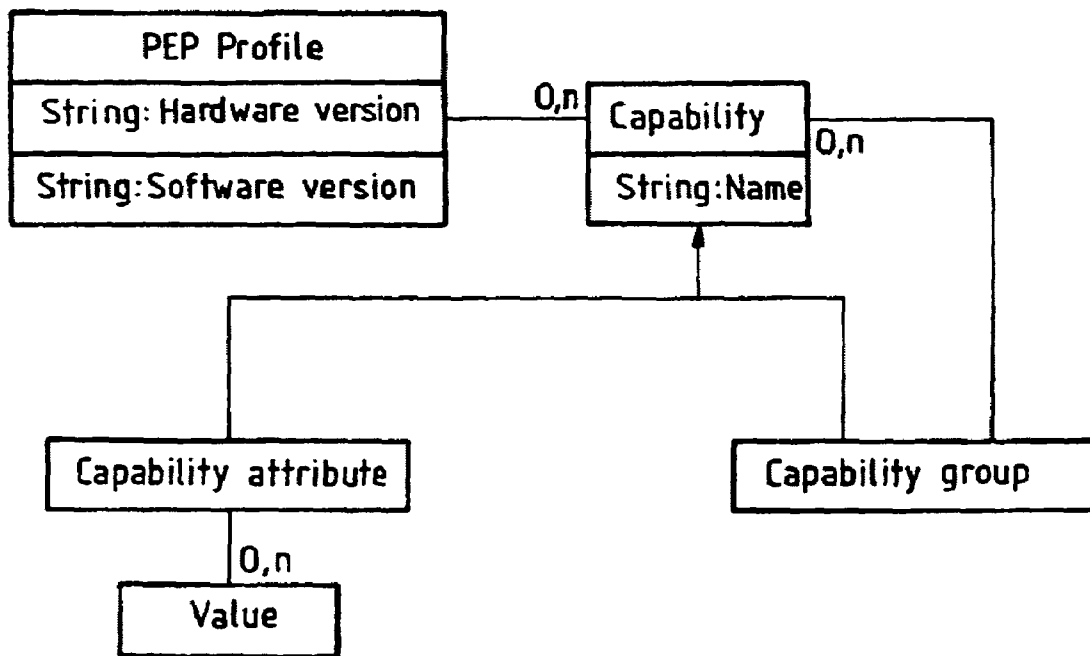 PEP Profile
String:Hardware version
String:Software version
0,n
Capability
0,n
String:Name
Capability attribute
Capability group
0,n
Value